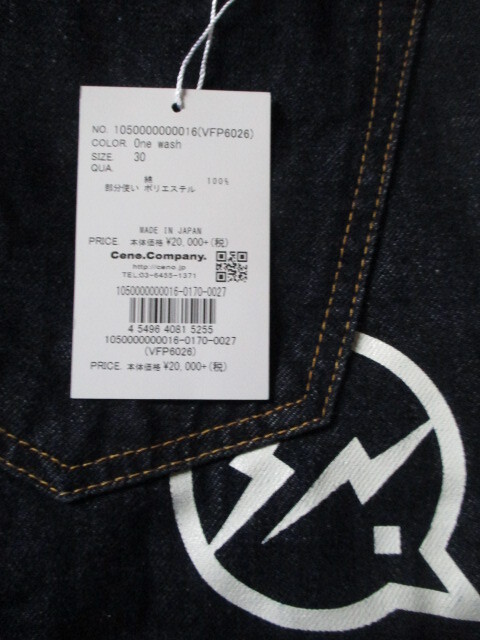 NO. 1050000000016(VFP6026)
COLOR. One wash
SIZE. 30
QUA.
綿 100%
部分使い ポリエステル
MADE IN JAPAN
PRICE. 本体価格 ¥20,000+(税)
Ceno.Company.
http://ceno.jp
TEL:03-6455-1371
1050000000016-0170-0027
4 5496 4081 5255
1050000000016-0170-0027
(VFP6026)
PRICE. 本体価格 ¥20,000+(税)